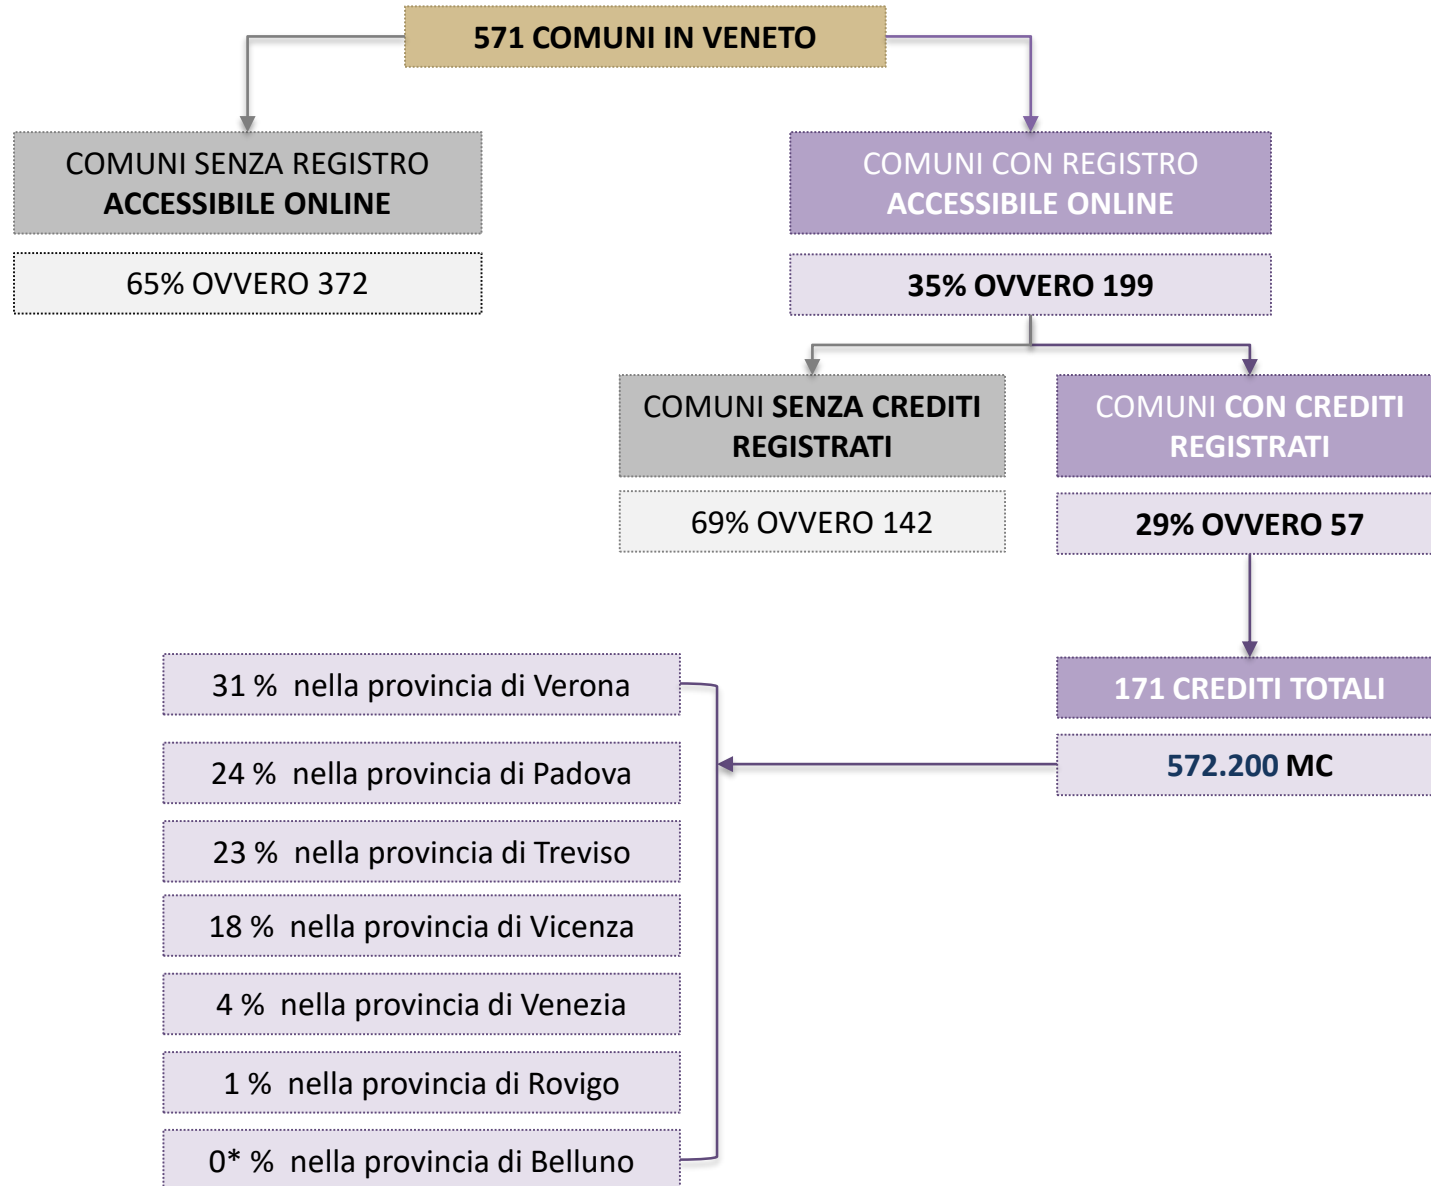 571 COMUNI IN VENETO
COMUNI SENZA REGISTRO
ACCESSIBILE ONLINE
65% OVVERO 372
COMUNI CON REGISTRO
ACCESSIBILE ONLINE
35% OVVERO 199
COMUNI SENZA CREDITI
REGISTRATI
69% OVVERO 142
COMUNI CON CREDITI
REGISTRATI
29% OVVERO 57
171 CREDITI TOTALI
572.200 MC
31 % nella provincia di Verona
24 % nella provincia di Padova
23 % nella provincia di Treviso
18 % nella provincia di Vicenza
4 % nella provincia di Venezia
1 % nella provincia di Rovigo
0* % nella provincia di Belluno